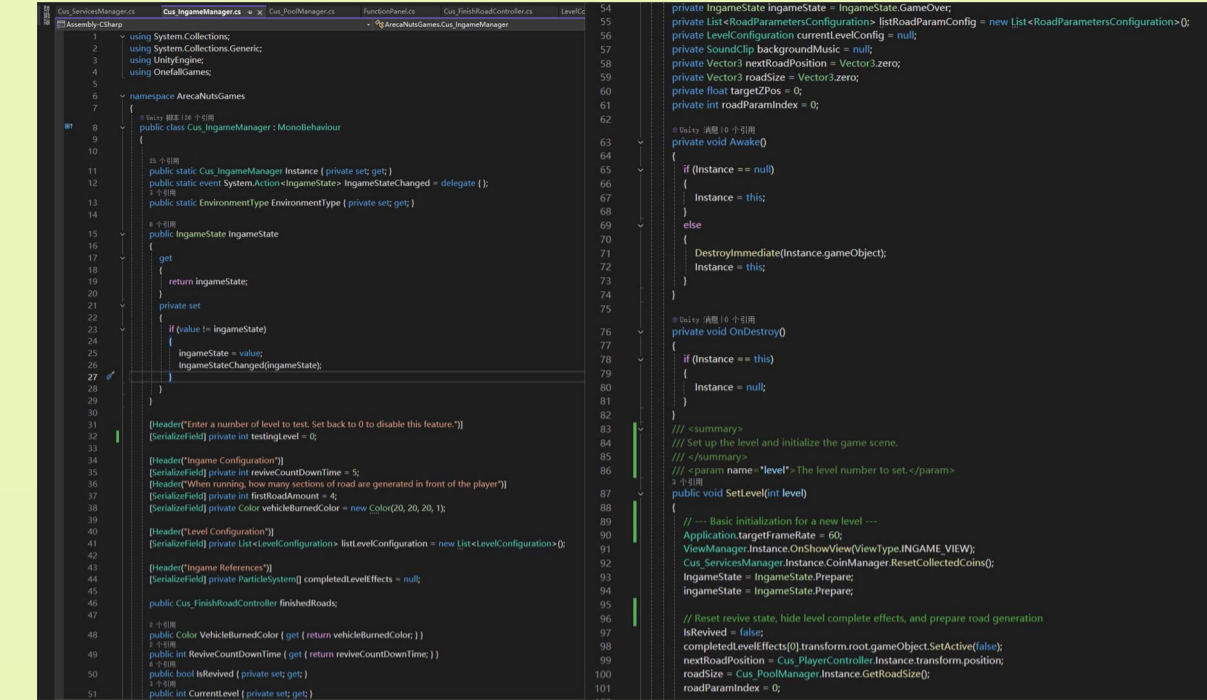 Cus_ServicesManager.cs Cus_IngameManager.cs Cus_PoolManager.cs FunctionPanel.cs Cus_FinishRoadController.cs LevelCo
Assembly-CSharp ArecaNutsGames.Cus_IngameManager
1 using System.Collections;
2 using System.Collections.Generic;
3 using UnityEngine;
4 using OnefallGames;
5
6 namespace ArecaNutsGames
7 {
Unity 脚本|26 个引用
8 public class Cus_IngameManager : MonoBehaviour
9 {
10
25 个引用
11 public static Cus_IngameManager Instance { private set; get; }
12 public static event System.Action<IngameState> IngameStateChanged = delegate { };
3 个引用
13 public static EnvironmentType EnvironmentType { private set; get; }
14
8 个引用
15 public IngameState IngameState
16 {
17 get
18 {
19 return ingameState;
20 }
21 private set
22 {
23 if (value != ingameState)
24 {
25 ingameState = value;
26 IngameStateChanged(ingameState);
27 }
28 }
29 }
30
31 [Header("Enter a number of level to test. Set back to 0 to disable this feature.")]
32 [SerializeField] private int testingLevel = 0;
33
34 [Header("Ingame Configuration")]
35 [SerializeField] private int reviveCountDownTime = 5;
36 [Header("When running, how many sections of road are generated in front of the player")]
37 [SerializeField] private int firstRoadAmount = 4;
38 [SerializeField] private Color vehicleBurnedColor = new Color(20, 20, 20, 1);
39
40 [Header("Level Configuration")]
41 [SerializeField] private List<LevelConfiguration> listLevelConfiguration = new List<LevelConfiguration>();
42
43 [Header("Ingame References")]
44 [SerializeField] private ParticleSystem[] completedLevelEffects = null;
45
46 public Cus_FinishRoadController finishedRoads;
47
2 个引用
48 public Color VehicleBurnedColor { get { return vehicleBurnedColor; } }
2 个引用
49 public int ReviveCountDownTime { get { return reviveCountDownTime; } }
6 个引用
50 public bool IsRevived { private set; get; }
3 个引用
51 public int CurrentLevel { private set; get; }
54 private IngameState ingameState = IngameState.GameOver;
55 private List<RoadParametersConfiguration> listRoadParamConfig = new List<RoadParametersConfiguration>();
56 private LevelConfiguration currentLevelConfig = null;
57 private SoundClip backgroundMusic = null;
58 private Vector3 nextRoadPosition = Vector3.zero;
59 private Vector3 roadSize = Vector3.zero;
60 private float targetZPos = 0;
61 private int roadParamIndex = 0;
62
Unity 消息|0 个引用
63 private void Awake()
64 {
65 if (Instance == null)
66 {
67 Instance = this;
68 }
69 else
70 {
71 DestroyImmediate(Instance.gameObject);
72 Instance = this;
73 }
74 }
75
Unity 消息|0 个引用
76 private void OnDestroy()
77 {
78 if (Instance == this)
79 {
80 Instance = null;
81 }
82 }
83 /// <summary>
84 /// Set up the level and initialize the game scene.
85 /// </summary>
86 /// <param name="level">The level number to set.</param>
3 个引用
87 public void SetLevel(int level)
88 {
89 // --- Basic initialization for a new level ---
90 Application.targetFrameRate = 60;
91 ViewManager.Instance.OnShowView(ViewType.INGAME_VIEW);
92 Cus_ServicesManager.Instance.CoinManager.ResetCollectedCoins();
93 IngameState = IngameState.Prepare;
94 ingameState = IngameState.Prepare;
95
96 // Reset revive state, hide level complete effects, and prepare road generation
97 IsRevived = false;
98 completedLevelEffects[0].transform.root.gameObject.SetActive(false);
99 nextRoadPosition = Cus_PlayerController.Instance.transform.position;
100 roadSize = Cus_PoolManager.Instance.GetRoadSize();
101 roadParamIndex = 0;